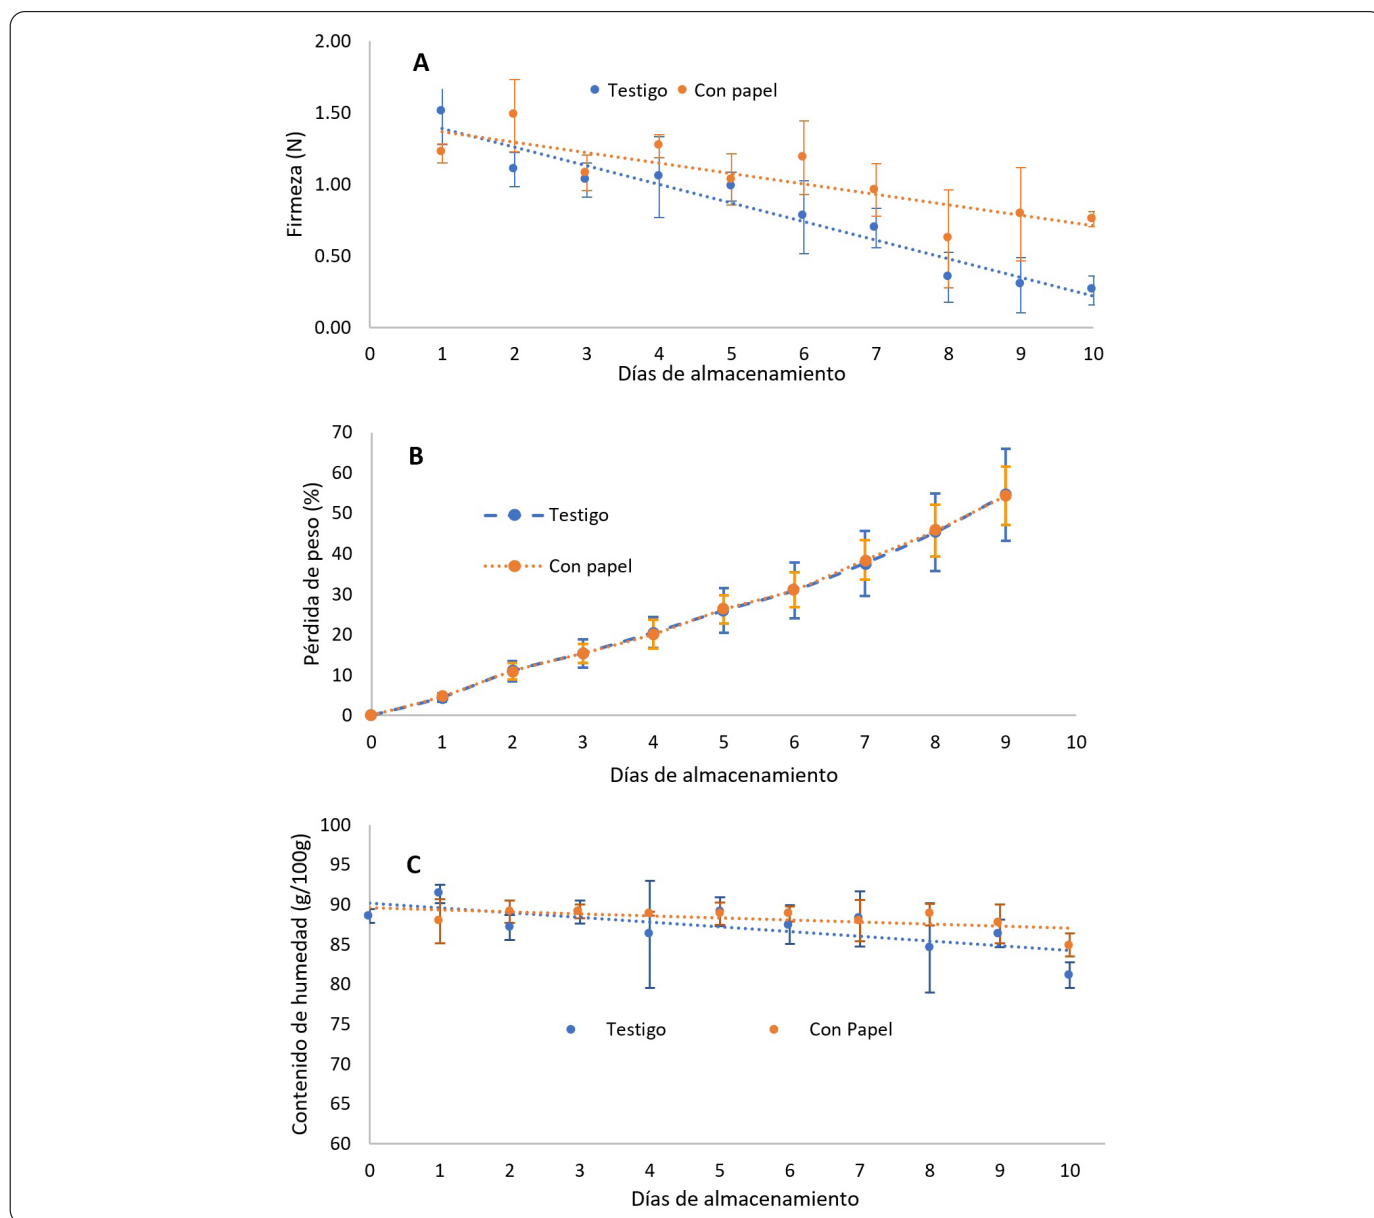 A
2.00
1.50
1.00
0.50
0.00
Firmeza (N)
Testigo Con papel
0 1 2 3 4 5 6 7 8 9 10
Días de almacenamiento
B
70
60
50
40
30
20
10
0
Pérdida de peso (%)
Testigo
Con papel
0 1 2 3 4 5 6 7 8 9 10
Días de almacenamiento
C
100
95
90
85
80
75
70
65
60
Contenido de humedad (g/100g)
Testigo Con Papel
0 1 2 3 4 5 6 7 8 9 10
Días de almacenamiento